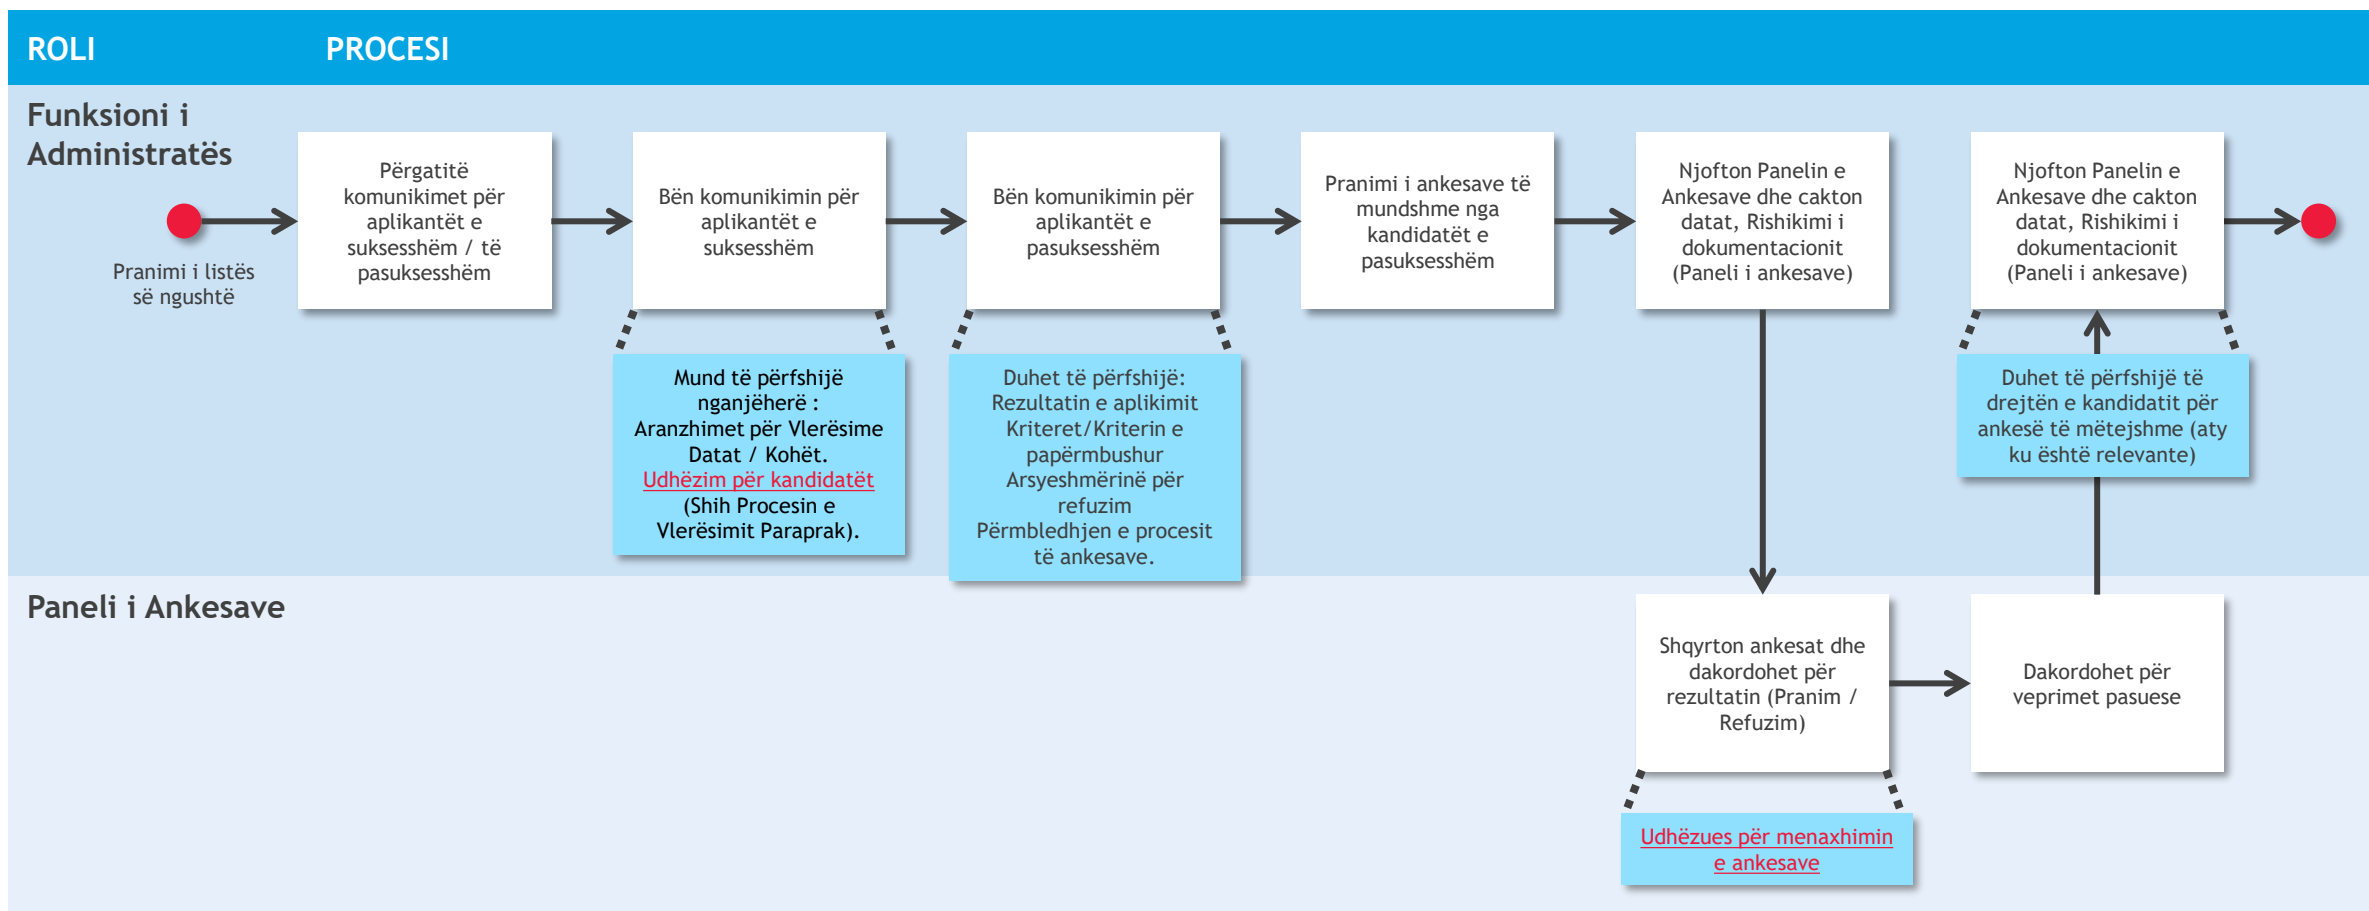 ROLI
PROCESI
Funksioni i
Administratës
Pranimi i listës
së ngushtë
Përgatitë
komunikimet për
aplikantët e
suksesshëm / të
pasuksesshëm
Bën komunikimin për
aplikantët e
suksesshëm
Bën komunikimin për
aplikantët e
pasuksesshëm
Pranimi i ankesave të
mundshme nga
kandidatët e
pasuksesshëm
Njofton Panelin e
Ankesave dhe cakton
datat, Rishikimi i
dokumentacionit
(Paneli i ankesave)
Njofton Panelin e
Ankesave dhe cakton
datat, Rishikimi i
dokumentacionit
(Paneli i ankesave)
Mund të përfshijë
nganjëherë :
Aranzhimet për Vlerësime
Datat / Kohët.
Udhëzim për kandidatët
(Shih Procesin e
Vlerësimit Paraprak).
Duhet të përfshijë:
Rezultatin e aplikimit
Kriteret/Kriterin e
papërmbushur
Arsyeshmërinë për
refuzim
Përmbledhjen e procesit
të ankesave.
Duhet të përfshijë të
drejtën e kandidatit për
ankesë të mëtejshme (aty
ku është relevante)
Paneli i Ankesave
Shqyrton ankesat dhe
dakordohet për
rezultatin (Pranim /
Refuzim)
Dakordohet për
veprimet pasuese
Udhëzues për menaxhimin
e ankesave